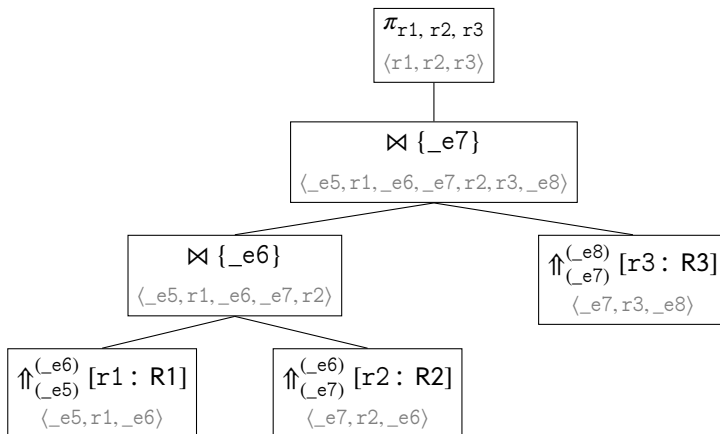 π r1, r2, r3
⟨r1, r2, r3⟩
⋈ {_e7}
⟨_e5, r1, _e6, _e7, r2, r3, _e8⟩
⋈ {_e6}
⟨_e5, r1, _e6, _e7, r2⟩
⇑(_e8)(_e7) [r3: R3]
⟨_e7, r3, _e8⟩
⇑(_e6)(_e5) [r1: R1]
⟨_e5, r1, _e6⟩
⇑(_e6)(_e7) [r2: R2]
⟨_e7, r2, _e6⟩